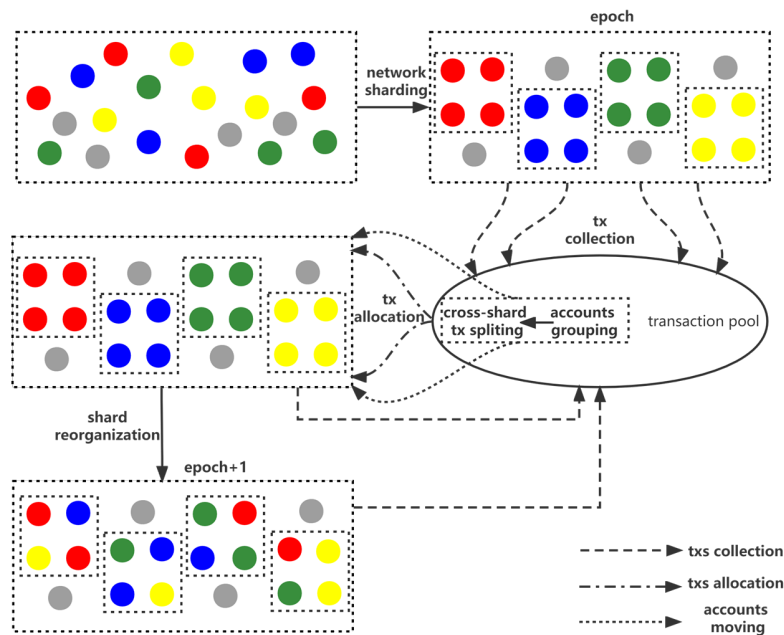 epoch
network
sharding
tx
collection
tx
allocation
cross-shard
tx spliting
accounts
grouping
transaction pool
shard
reorganization
epoch+1
txs collection
txs allocation
accounts
moving